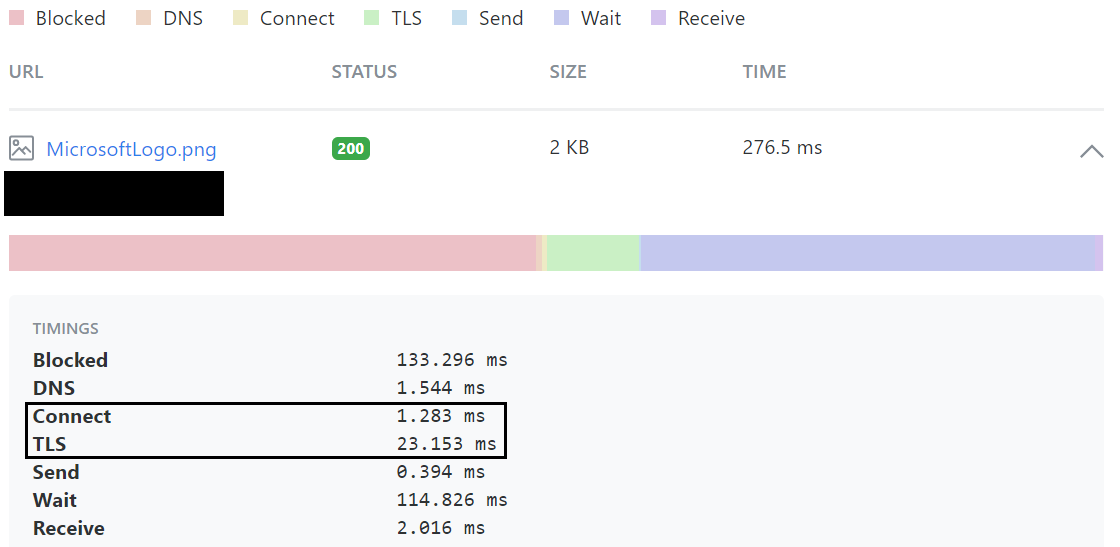 Blocked DNS Connect TLS Send Wait Receive
URL STATUS SIZE TIME
MicrosoftLogo.png 200 2 KB 276.5 ms
TIMINGS
Blocked 133.296 ms
DNS 1.544 ms
Connect 1.283 ms
TLS 23.153 ms
Send 0.394 ms
Wait 114.826 ms
Receive 2.016 ms